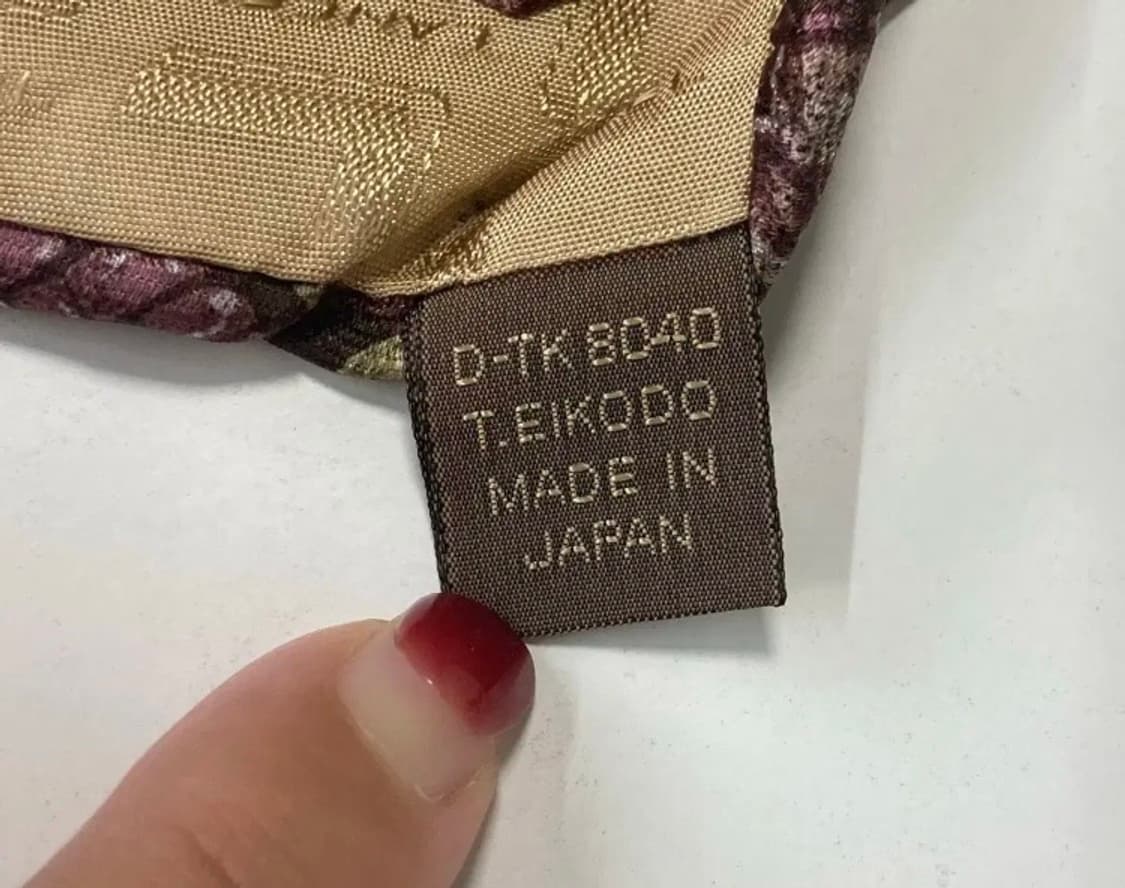 D-TK 8040
T.EIKODO
MADE IN
JAPAN